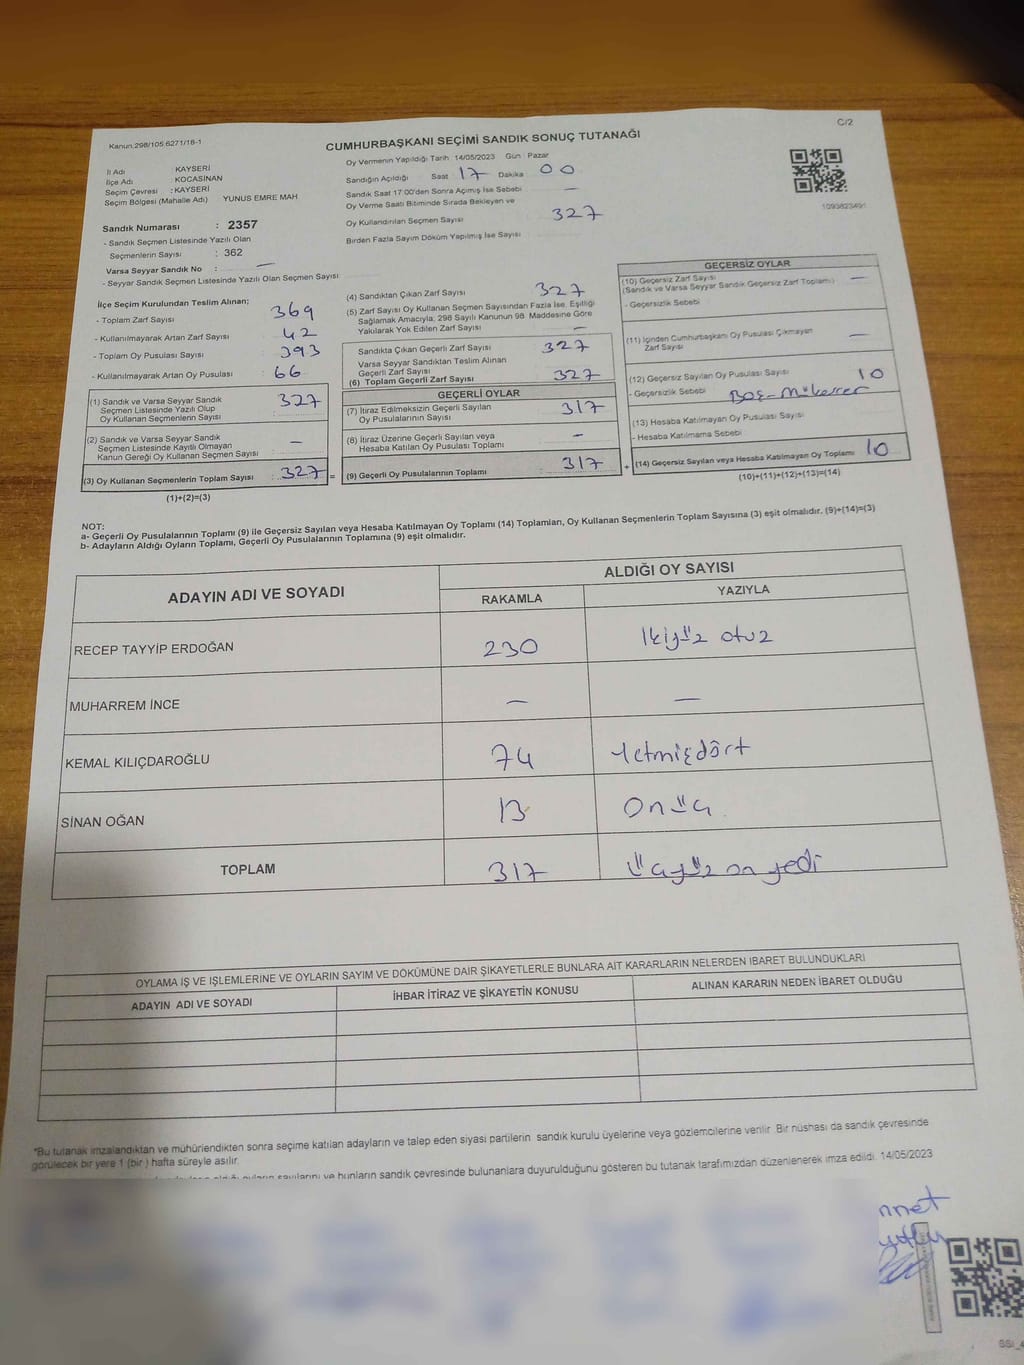 Kanun:298/105;6271/18-1
C/2
CUMHURBAŞKANI SEÇİMİ SANDIK SONUÇ TUTANAĞI
İl Adı : KAYSERİ
İlçe Adı : KOCASİNAN
Seçim Çevresi : KAYSERİ
Seçim Bölgesi (Mahalle Adı) YUNUS EMRE MAH
Oy Vermenin Yapıldığı Tarih 14/05/2023 Gün : Pazar
Sandığın Açıldığı Saat 17 Dakika 00
Sandık Saat 17:00'den Sonra Açımış İse Sebebi —
Oy Verme Saati Bitiminde Sırada Bekleyen ve
Oy Kullandırılan Seçmen Sayısı 327
Birden Fazla Sayım Döküm Yapılmış İse Sayısı
1093823491
Sandık Numarası : 2357
- Sandık Seçmen Listesinde Yazılı Olan
Seçmenlerin Sayısı : 362
Varsa Seyyar Sandık No : —
- Seyyar Sandık Seçmen Listesinde Yazılı Olan Seçmen Sayısı
İlçe Seçim Kurulundan Teslim Alınan;
- Toplam Zarf Sayısı 369
- Kullanılmayarak Artan Zarf Sayısı 42
- Toplam Oy Pusulası Sayısı 393
- Kullanılmayarak Artan Oy Pusulası 66
(1) Sandık ve Varsa Seyyar Sandık
Seçmen Listesinde Yazılı Olup
Oy Kullanan Seçmenlerin Sayısı 327
(2) Sandık ve Varsa Seyyar Sandık
Seçmen Listesinde Kayıtlı Olmayan
Kanun Gereği Oy Kullanan Seçmen Sayısı —
(3) Oy Kullanan Seçmenlerin Toplam Sayısı : 327 =
(1)+(2)=(3)
(4) Sandıktan Çıkan Zarf Sayısı 327
(5) Zarf Sayısı Oy Kullanan Seçmen Sayısından Fazla İse, Eşitliği
Sağlamak Amacıyla; 298 Sayılı Kanunun 98. Maddesine Göre
Yakılarak Yok Edilen Zarf Sayısı —
Sandıkta Çıkan Geçerli Zarf Sayısı 327
Varsa Seyyar Sandıktan Teslim Alınan
Geçerli Zarf Sayısı
(6) Toplam Geçerli Zarf Sayısı 327
GEÇERLİ OYLAR
(7) İtiraz Edilmeksizin Geçerli Sayılan
Oy Pusulalarının Sayısı 317
(8) İtiraz Üzerine Geçerli Sayılan veya
Hesaba Katılan Oy Pusulası Toplamı —
(9) Geçerli Oy Pusulalarının Toplamı 317 +
GEÇERSİZ OYLAR
(10) Geçersiz Zarf Sayısı
(Sandık ve Varsa Seyyar Sandık Geçersiz Zarf Toplamı) —
- Geçersizlik Sebebi
(11) İçinden Cumhurbaşkanı Oy Pusulası Çıkmayan
Zarf Sayısı —
(12) Geçersiz Sayılan Oy Pusulası Sayısı 10
- Geçersizlik Sebebi Boş-Mükerrer
(13) Hesaba Katılmayan Oy Pusulası Sayısı
- Hesaba Katılmama Sebebi
(14) Geçersiz Sayılan veya Hesaba Katılmayan Oy Toplamı 10
(10)+(11)+(12)+(13)=(14)
NOT:
a- Geçerli Oy Pusulalarının Toplamı (9) ile Geçersiz Sayılan veya Hesaba Katılmayan Oy Toplamı (14) Toplamları, Oy Kullanan Seçmenlerin Toplam Sayısına (3) eşit olmalıdır. (9)+(14)=(3)
b- Adayların Aldığı Oyların Toplamı, Geçerli Oy Pusulalarının Toplamına (9) eşit olmalıdır.
ADAYIN ADI VE SOYADI
ALDIĞI OY SAYISI
RAKAMLA YAZIYLA
RECEP TAYYİP ERDOĞAN 230 İkiyüz otuz
MUHARREM İNCE — —
KEMAL KILIÇDAROĞLU 74 Yetmişdört
SİNAN OĞAN 13 Onüç
TOPLAM 317 üçyüz on yedi
OYLAMA İŞ VE İŞLEMLERİNE VE OYLARIN SAYIM VE DÖKÜMÜNE DAİR ŞİKAYETLERLE BUNLARA AİT KARARLARIN NELERDEN İBARET BULUNDUKLARI
ADAYIN ADI VE SOYADI İHBAR İTİRAZ VE ŞİKAYETİN KONUSU ALINAN KARARIN NEDEN İBARET OLDUĞU
*Bu tutanak imzalandıktan ve mühürlendikten sonra seçime katılan adayların ve talep eden siyasi partilerin sandık kurulu üyelerine veya gözlemcilerine verilir. Bir nüshası da sandık çevresinde
görülecek bir yere 1 (bir) hafta süreyle asılır.
sayılarını ve bunların sandık çevresinde bulunanlara duyurulduğunu gösteren bu tutanak tarafımızdan düzenlenerek imza edildi. 14/05/2023
nnet